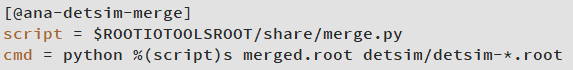 [@ana-detsim-merge]
script = $ROOTIOTOOLSROOT/share/merge.py
cmd = python %(script)s merged.root detsim/detsim-*.root